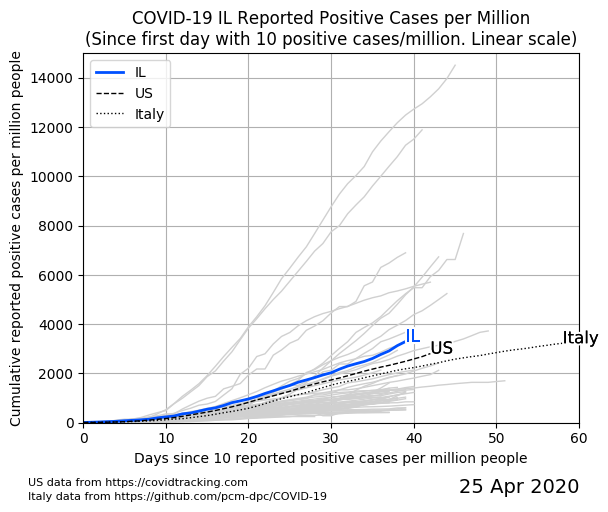 COVID-19 IL Reported Positive Cases per Million
(Since first day with 10 positive cases/million. Linear scale)
Cumulative reported positive cases per million people
14000
12000
10000
8000
6000
4000
2000
0
IL
US
Italy
IL
US
Italy
0 10 20 30 40 50 60
Days since 10 reported positive cases per million people
US data from https://covidtracking.com
Italy data from https://github.com/pcm-dpc/COVID-19
25 Apr 2020